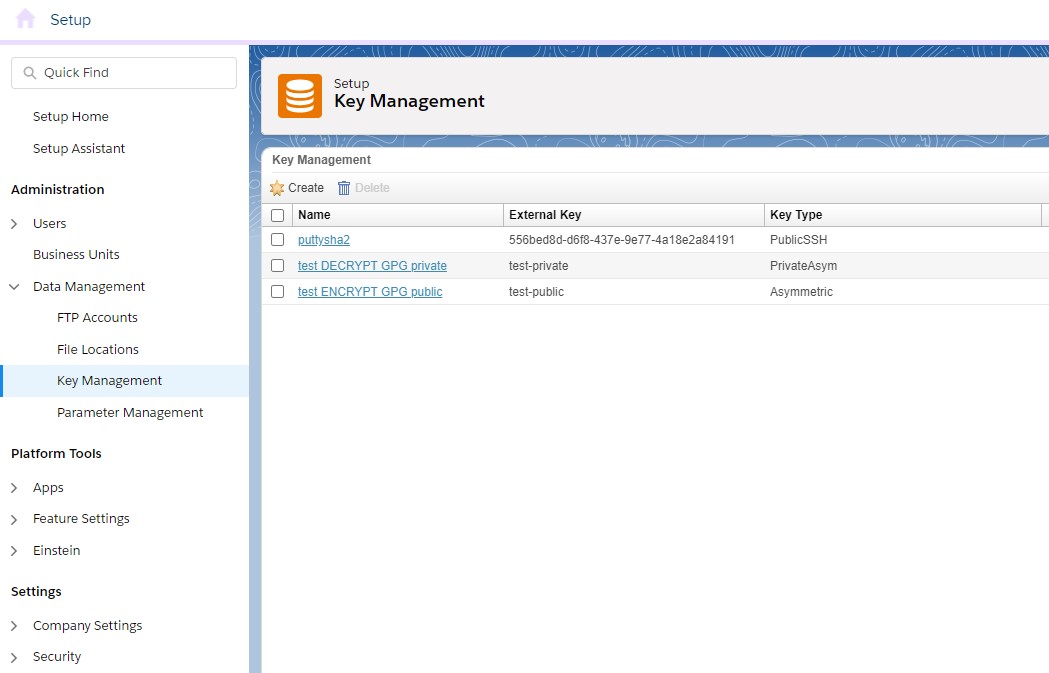 Setup
Quick Find
Setup Home
Setup Assistant
Administration
Users
Business Units
Data Management
FTP Accounts
File Locations
Key Management
Parameter Management
Platform Tools
Apps
Feature Settings
Einstein
Settings
Company Settings
Security
Setup
Key Management
Key Management
Create Delete
Name External Key Key Type
puttysha2 556bed8d-d6f8-437e-9e77-4a18e2a84191 PublicSSH
test DECRYPT GPG private test-private PrivateAsym
test ENCRYPT GPG public test-public Asymmetric